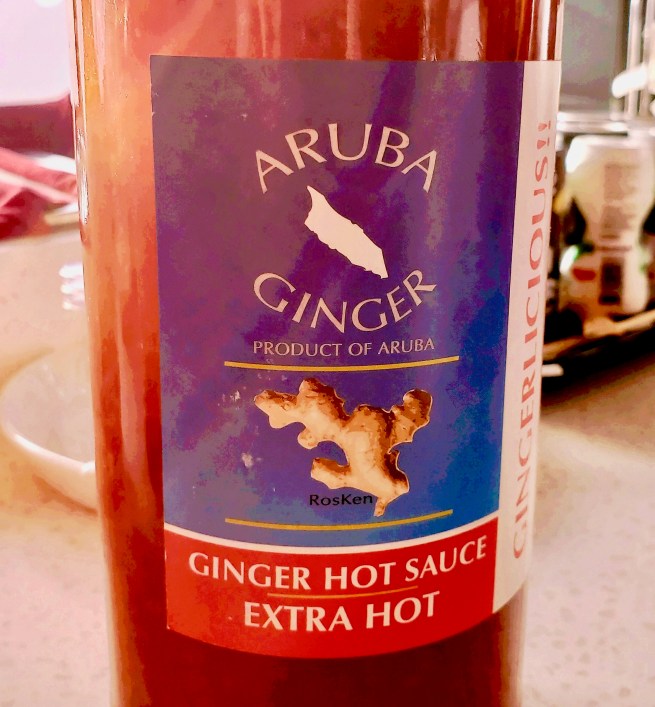 ARUBA
GINGER
PRODUCT OF ARUBA
RosKen
GINGER HOT SAUCE
EXTRA HOT
GINGERLICIOUS!!